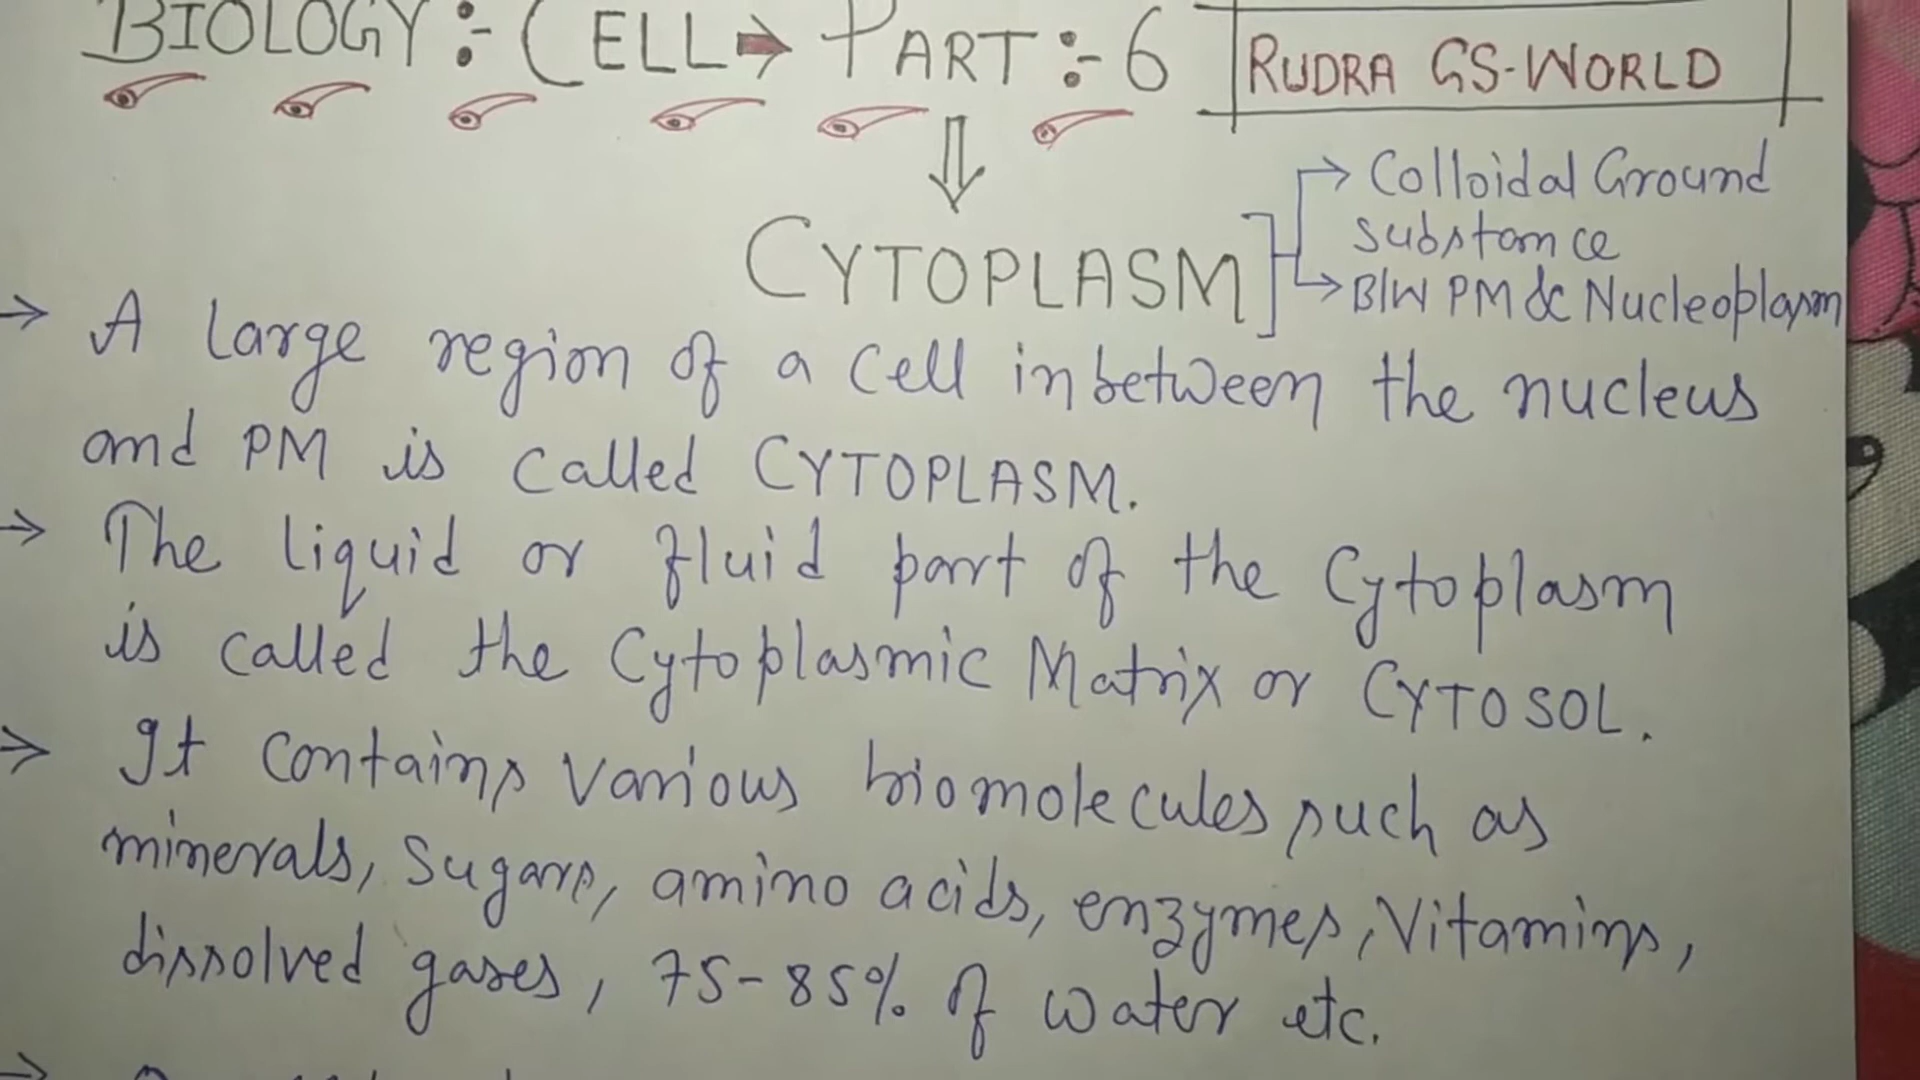 BIOLOGY :- CELL → PART :- 6
RUDRA GS-WORLD
⇓
CYTOPLASM
→ Colloidal Ground
substance
→ B/W PM & Nucleoplasm
→ A large region of a cell inbetween the nucleus
and PM is called CYTOPLASM.
→ The liquid or fluid part of the Cytoplasm
is called the Cytoplasmic Matrix or CYTOSOL.
→ It contains various biomolecules such as
minerals, Sugars, amino acids, enzymes, Vitamins,
dissolved gases, 75-85% of water etc.